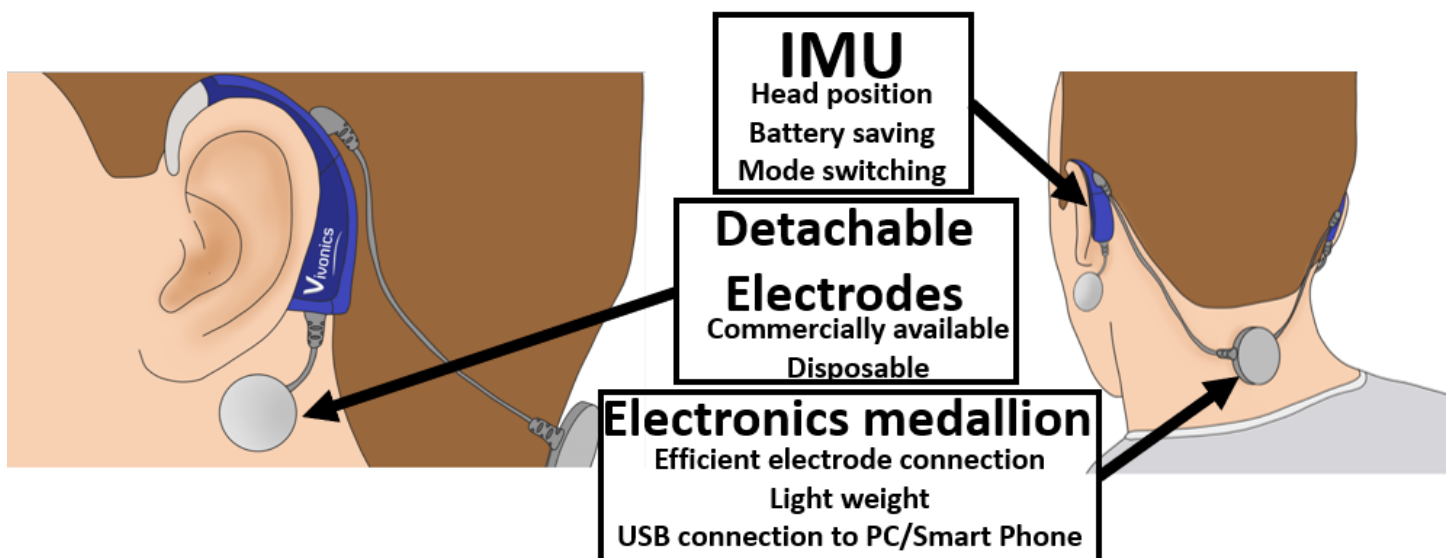 IMU
Head position
Battery saving
Mode switching
Vivonics
Detachable
Electrodes
Commercially available
Disposable
Electronics medallion
Efficient electrode connection
Light weight
USB connection to PC/Smart Phone